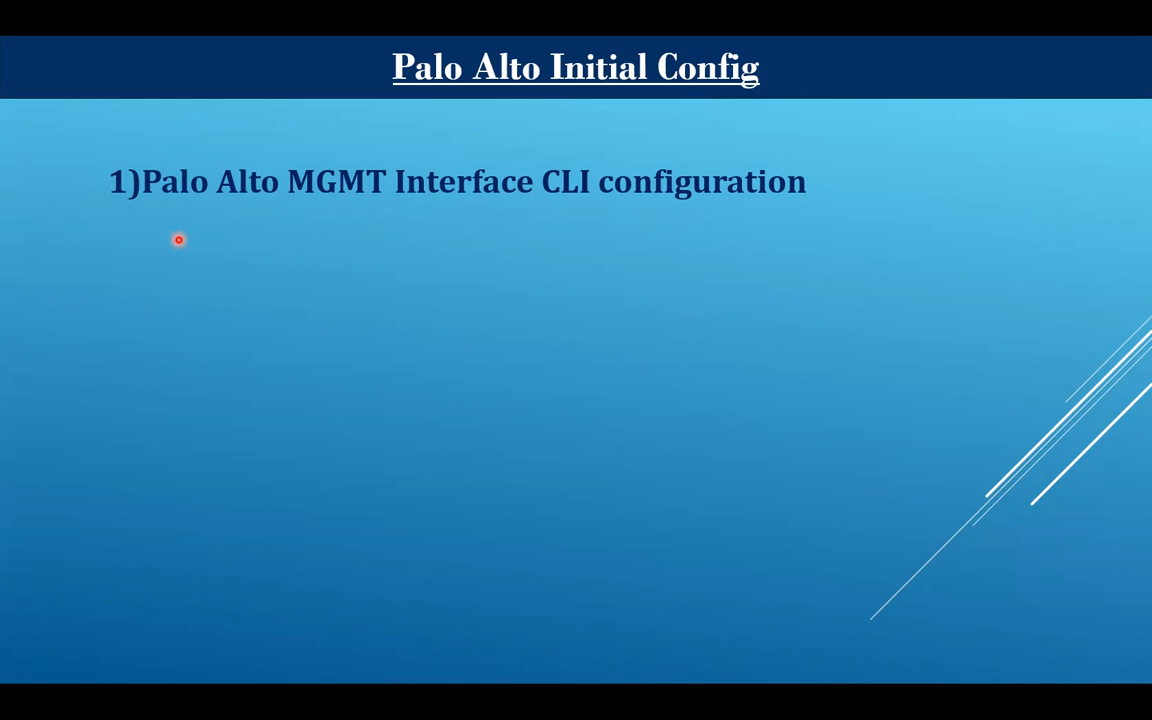 Palo Alto Initial Config
1)Palo Alto MGMT Interface CLI configuration